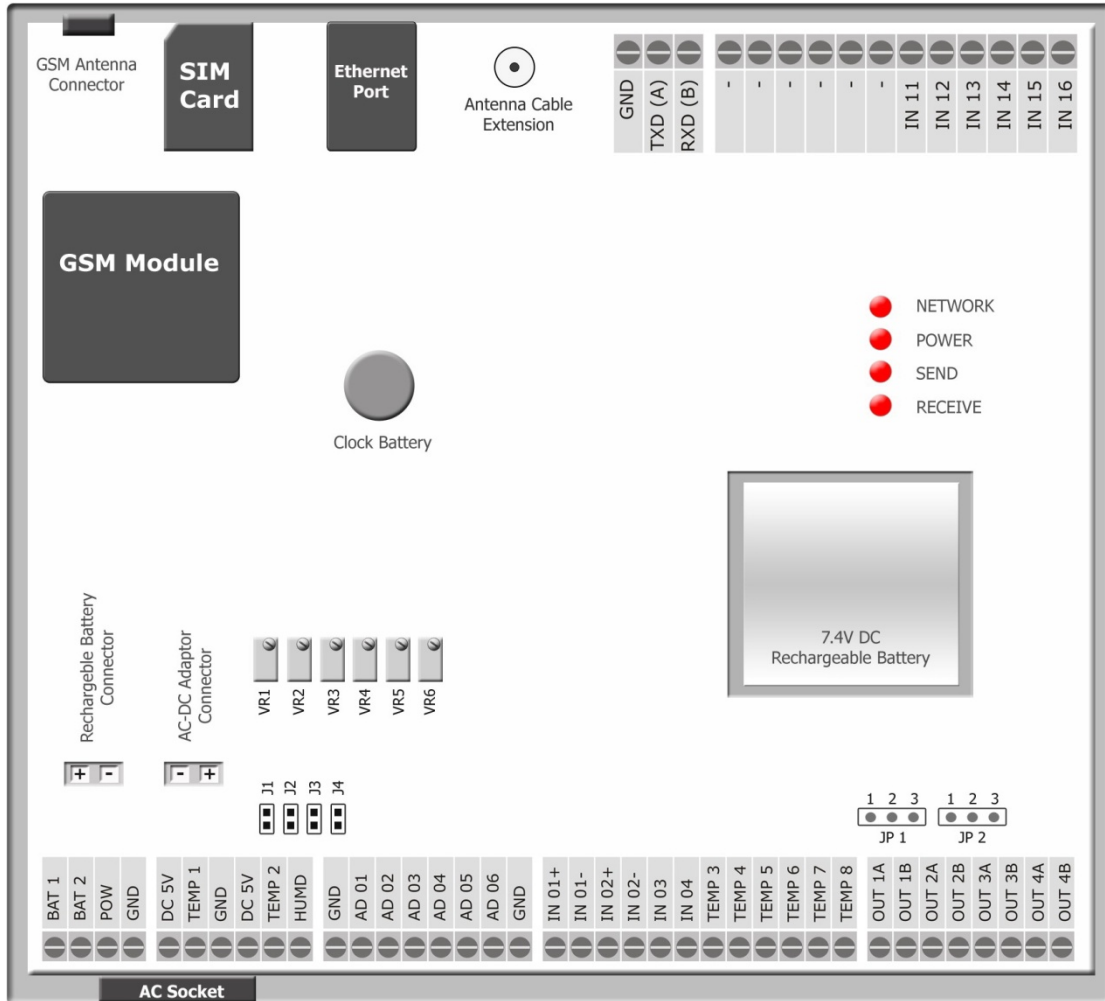 GSM Antenna
Connector
SIM
Card
Ethernet
Port
Antenna Cable
Extension
GND
TXD (A)
RXD (B)
-
-
-
-
-
-
IN 11
IN 12
IN 13
IN 14
IN 15
IN 16
GSM Module
NETWORK
POWER
SEND
RECEIVE
Clock Battery
7.4V DC
Rechargeable Battery
Rechargeble Battery
Connector
+ -
AC-DC Adaptor
Connector
- +
VR1
VR2
VR3
VR4
VR5
VR6
J1
J2
J3
J4
1 2 3
JP 1
1 2 3
JP 2
BAT 1
BAT 2
POW
GND
DC 5V
TEMP 1
GND
DC 5V
TEMP 2
HUMD
GND
AD 01
AD 02
AD 03
AD 04
AD 05
AD 06
GND
IN 01+
IN 01-
IN 02+
IN 02-
IN 03
IN 04
TEMP 3
TEMP 4
TEMP 5
TEMP 6
TEMP 7
TEMP 8
OUT 1A
OUT 1B
OUT 2A
OUT 2B
OUT 3A
OUT 3B
OUT 4A
OUT 4B
AC Socket